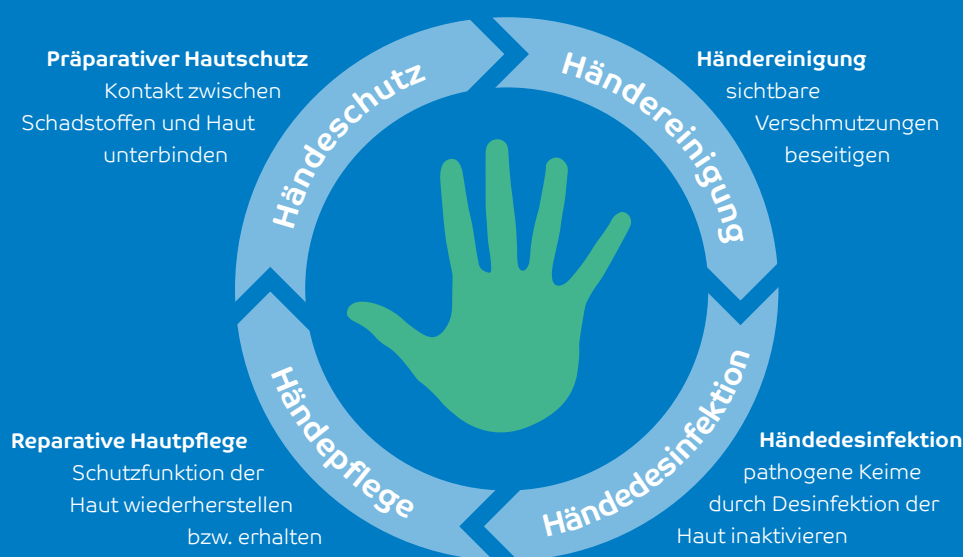 Präparativer Hautschutz
Kontakt zwischen
Schadstoffen und Haut
unterbinden
Händeschutz
Händereinigung
Händereinigung
sichtbare
Verschmutzungen
beseitigen
Reparative Hautpflege
Schutzfunktion der
Haut wiederherstellen
bzw. erhalten
Händepflege
Händedesinfektion
Händedesinfektion
pathogene Keime
durch Desinfektion der
Haut inaktivieren